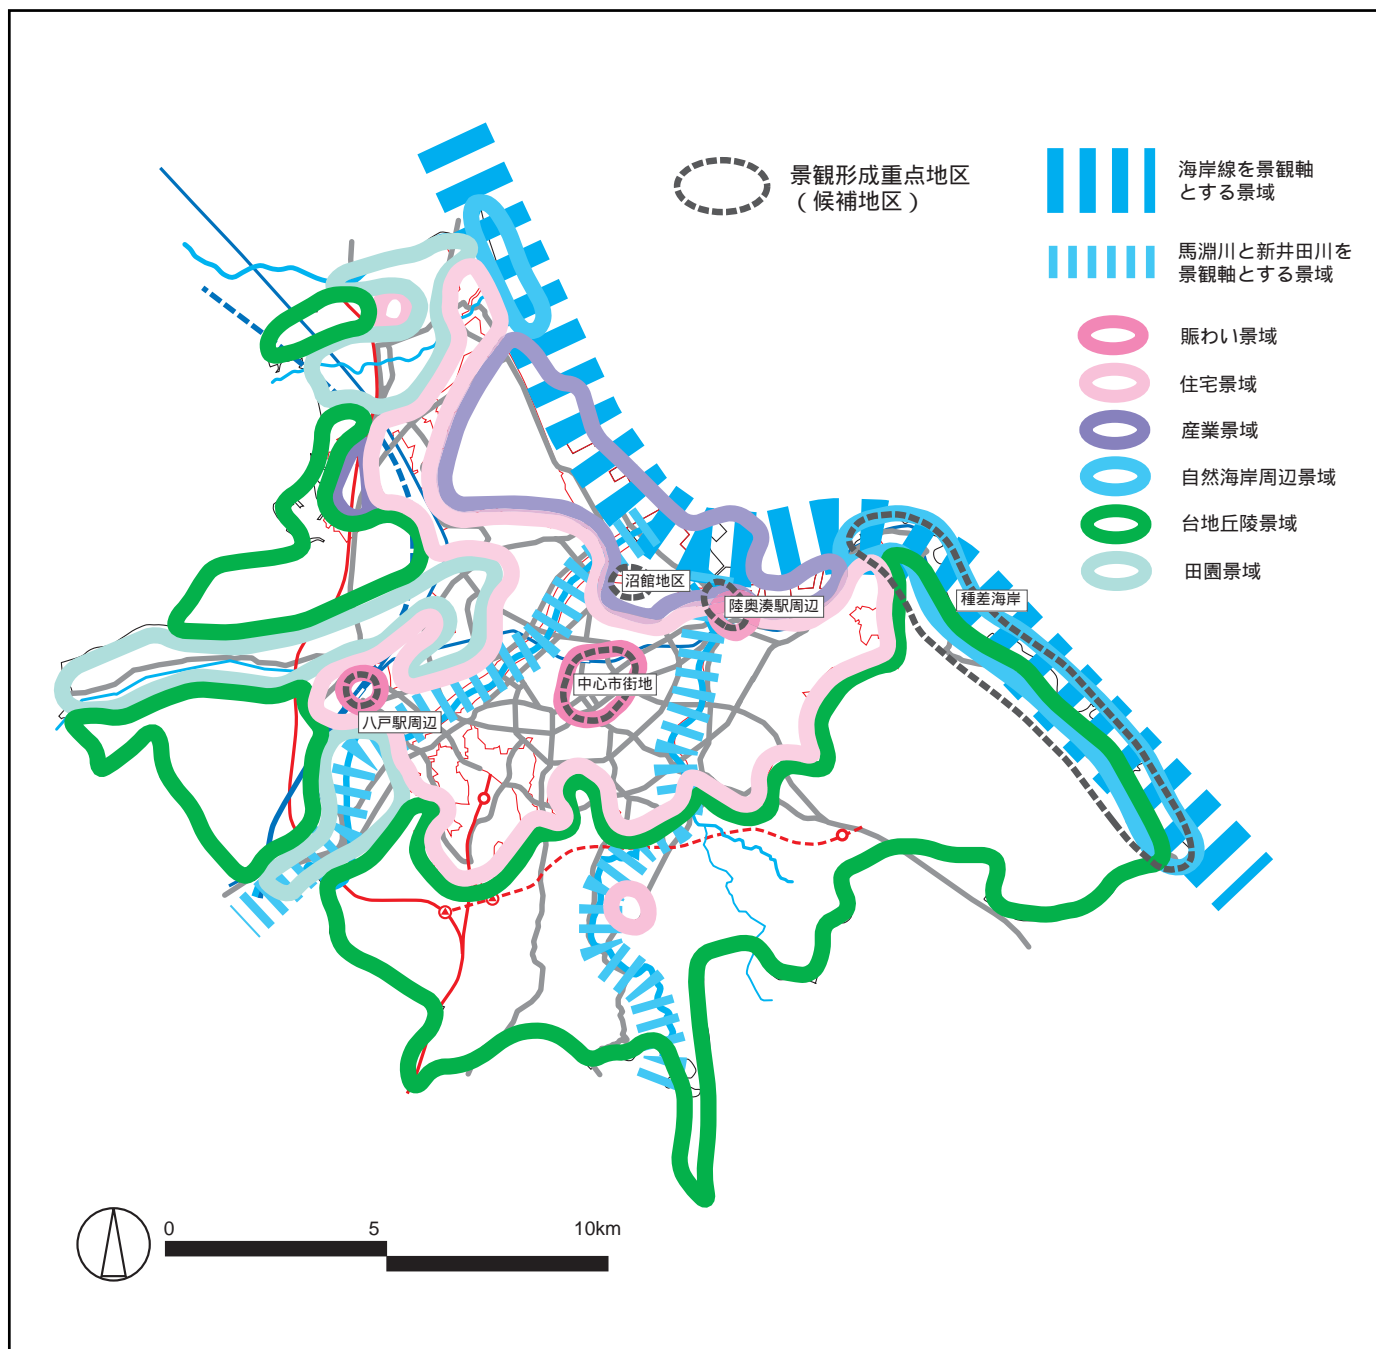 景観形成重点地区
（候補地区）
海岸線を景観軸
とする景域
馬淵川と新井田川を
景観軸とする景域
賑わい景域
住宅景域
産業景域
自然海岸周辺景域
台地丘陵景域
田園景域
沼館地区
陸奥湊駅周辺
種差海岸
中心市街地
八戸駅周辺
0 5 10km